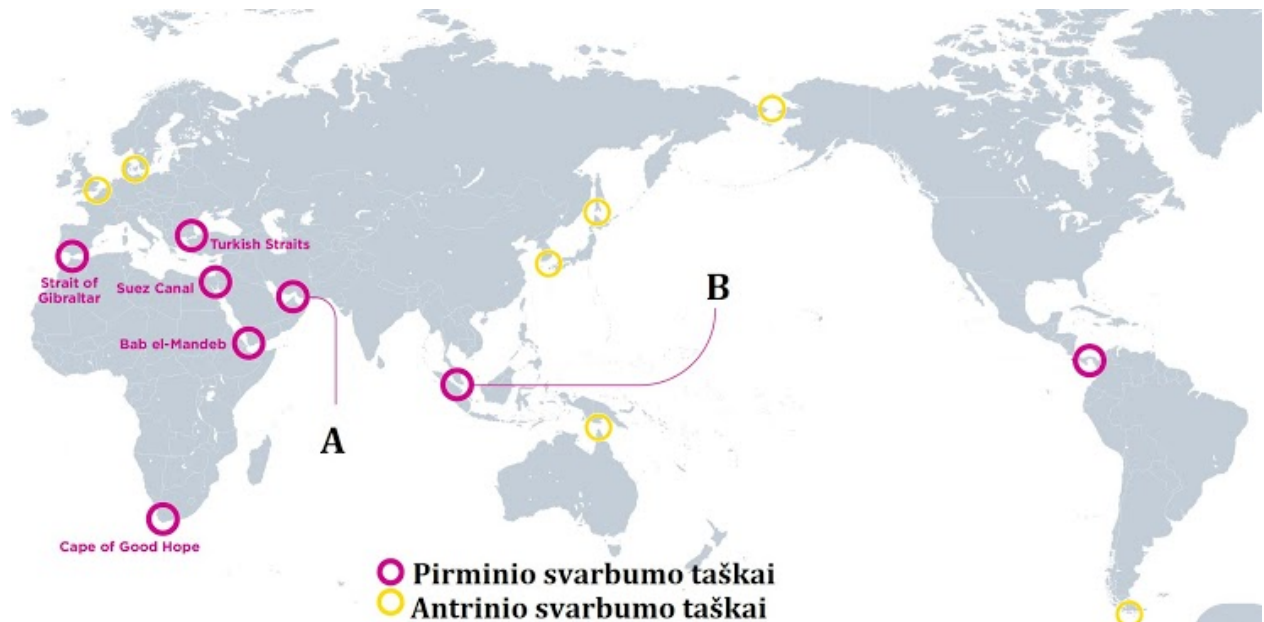 Turkish Straits
Strait of
Gibraltar
Suez Canal
B
Bab el-Mandeb
A
Cape of Good Hope
Pirminio svarbumo taškai
Antrinio svarbumo taškai